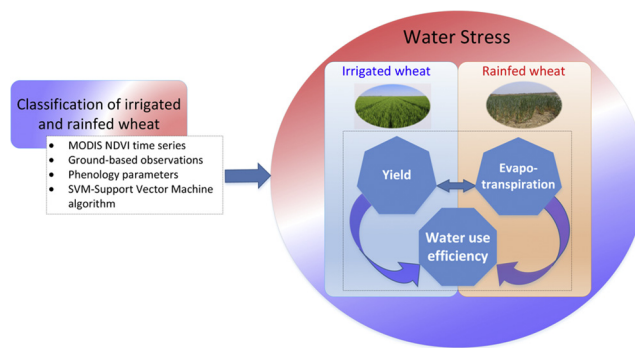 Water Stress
Irrigated wheat
Rainfed wheat
Classification of irrigated
and rainfed wheat
• MODIS NDVI time series
• Ground-based observations
• Phenology parameters
• SVM-Support Vector Machine
algorithm
Yield
Evapo-
transpiration
Water use
efficiency